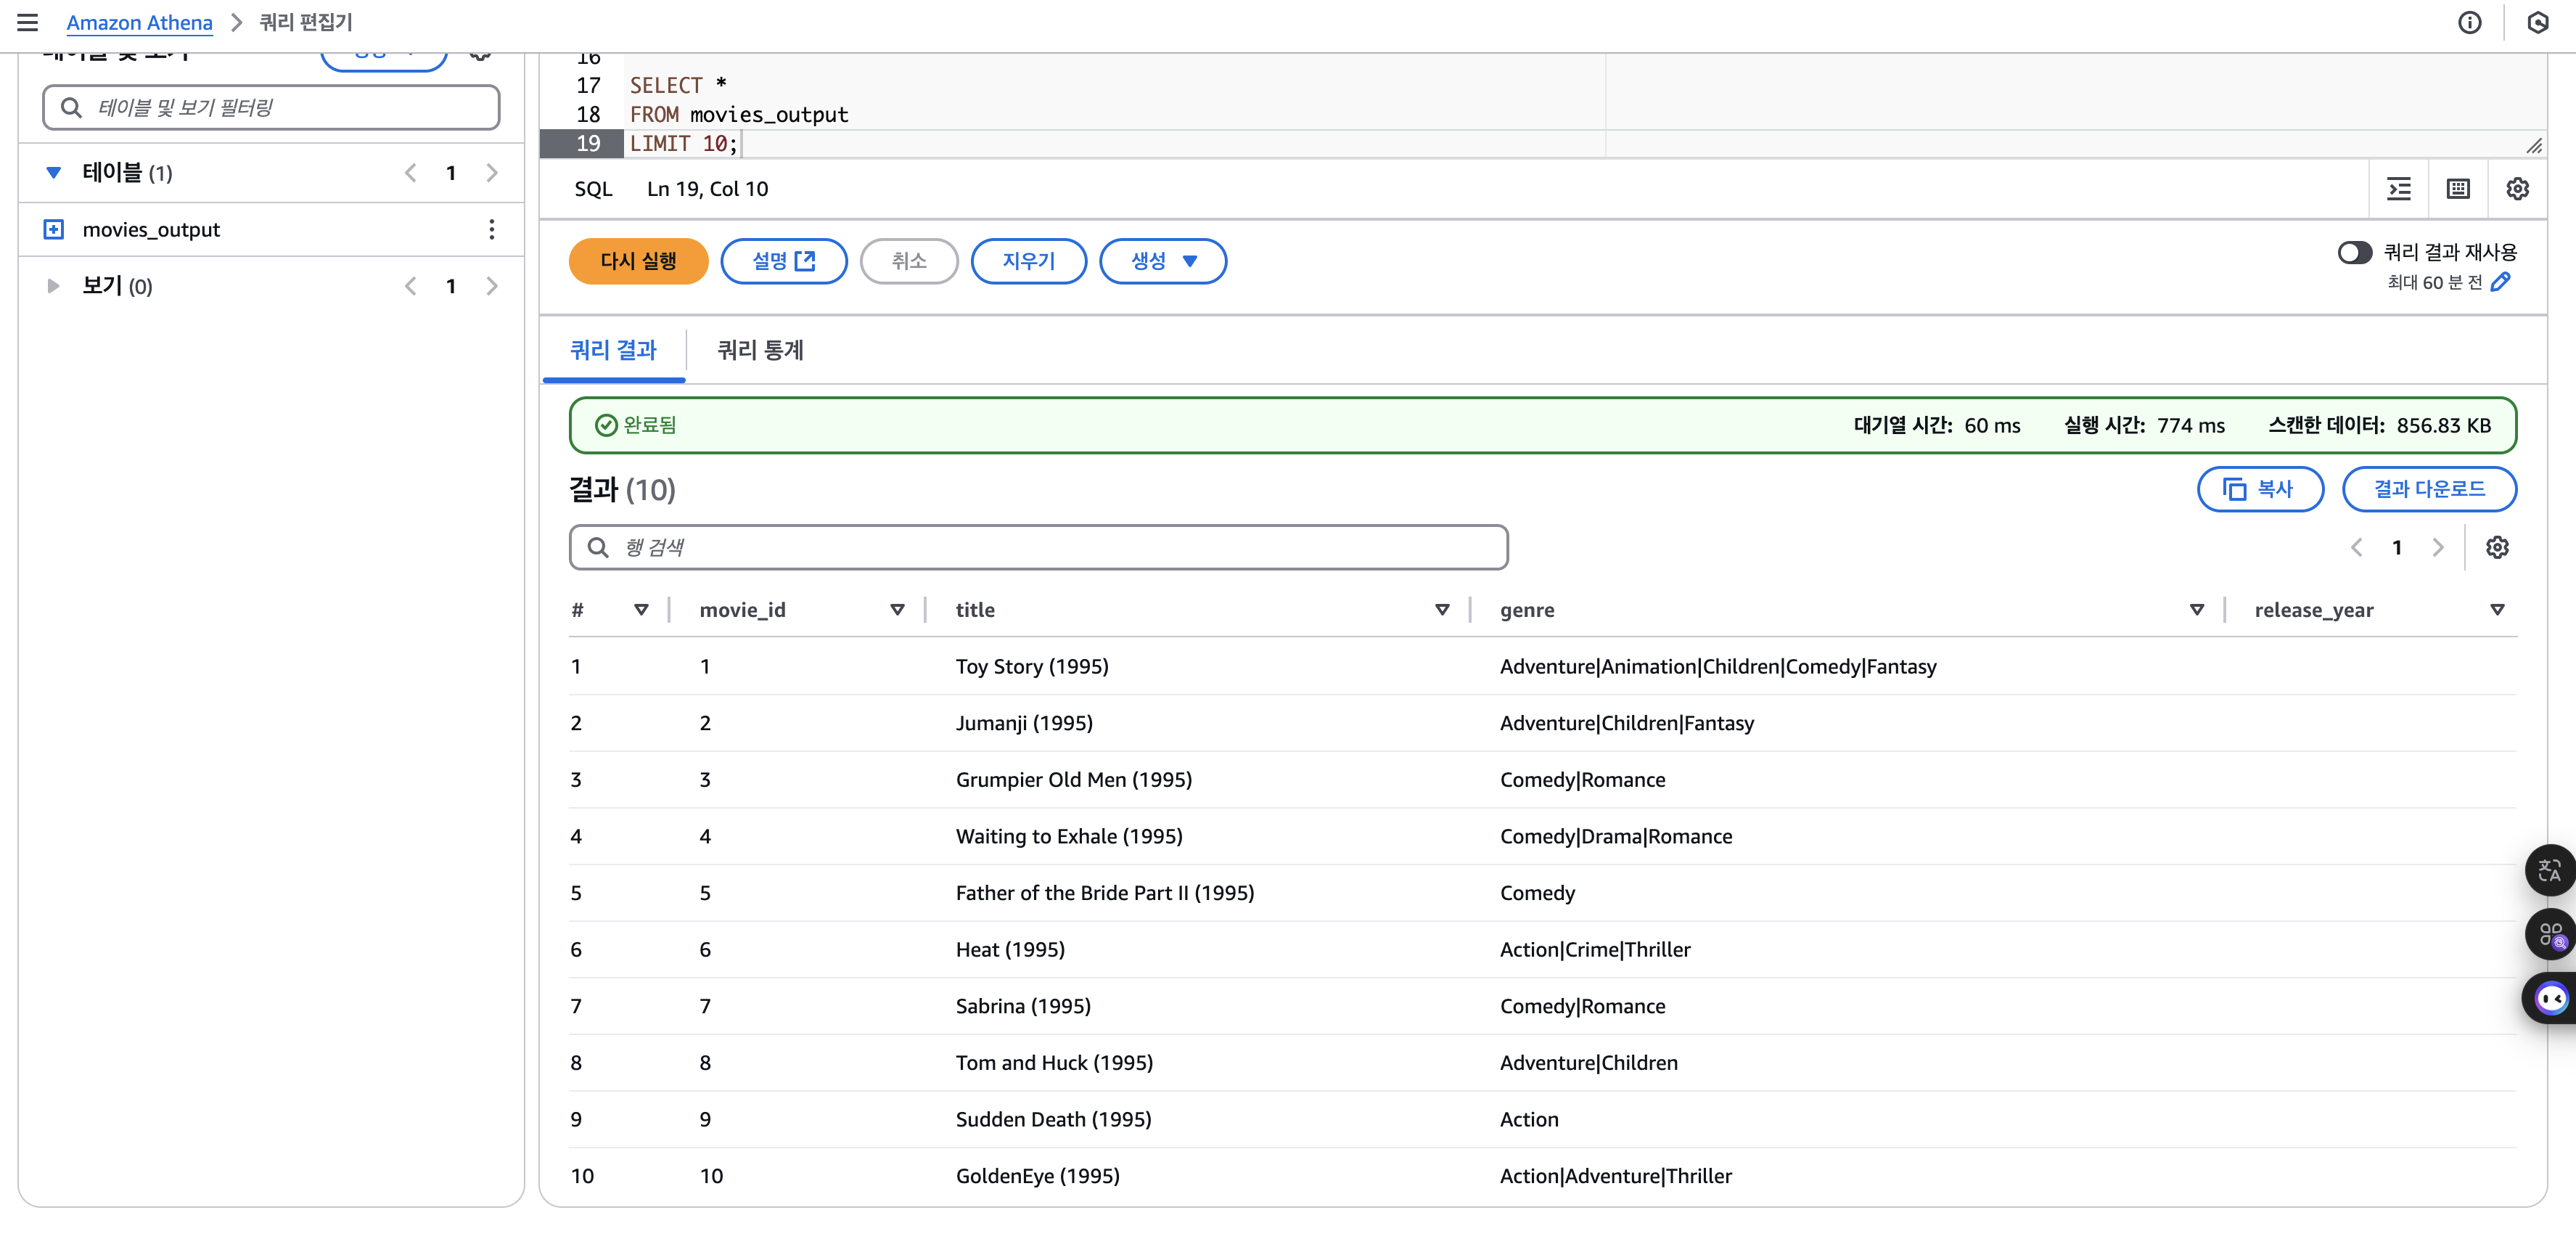 Amazon Athena > 쿼리 편집기
테이블 및 보기
생성
테이블 및 보기 필터링
테이블 (1)
1
movies_output
보기 (0)
1
16
17 SELECT *
18 FROM movies_output
19 LIMIT 10;
SQL Ln 19, Col 10
다시 실행 설명 취소 지우기 생성
쿼리 결과 재사용
최대 60 분 전
쿼리 결과 쿼리 통계
완료됨 대기열 시간: 60 ms 실행 시간: 774 ms 스캔한 데이터: 856.83 KB
결과 (10) 복사 결과 다운로드
행 검색 1
# movie_id title genre release_year
1 1 Toy Story (1995) Adventure|Animation|Children|Comedy|Fantasy
2 2 Jumanji (1995) Adventure|Children|Fantasy
3 3 Grumpier Old Men (1995) Comedy|Romance
4 4 Waiting to Exhale (1995) Comedy|Drama|Romance
5 5 Father of the Bride Part II (1995) Comedy
6 6 Heat (1995) Action|Crime|Thriller
7 7 Sabrina (1995) Comedy|Romance
8 8 Tom and Huck (1995) Adventure|Children
9 9 Sudden Death (1995) Action
10 10 GoldenEye (1995) Action|Adventure|Thriller